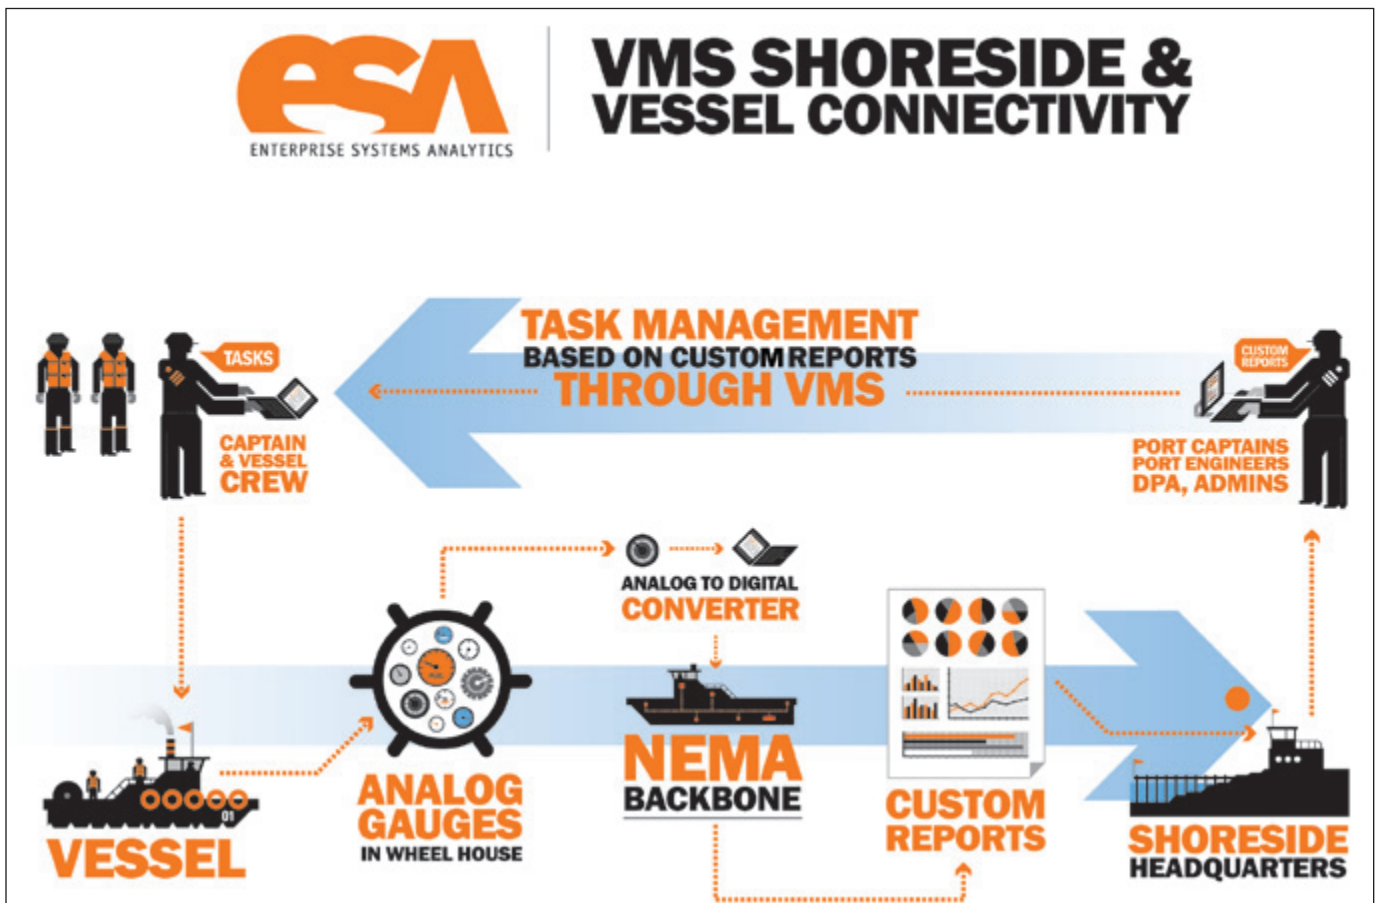 esa
ENTERPRISE SYSTEMS ANALYTICS
VMS SHORESIDE &
VESSEL CONNECTIVITY
TASK MANAGEMENT
BASED ON CUSTOM REPORTS
THROUGH VMS
TASKS
CAPTAIN
& VESSEL
CREW
CUSTOM
REPORTS
PORT CAPTAINS
PORT ENGINEERS
DPA, ADMINS
ANALOG TO DIGITAL
CONVERTER
FUEL
01
VESSEL
ANALOG
GAUGES
IN WHEEL HOUSE
NEMA
BACKBONE
CUSTOM
REPORTS
SHORESIDE
HEADQUARTERS